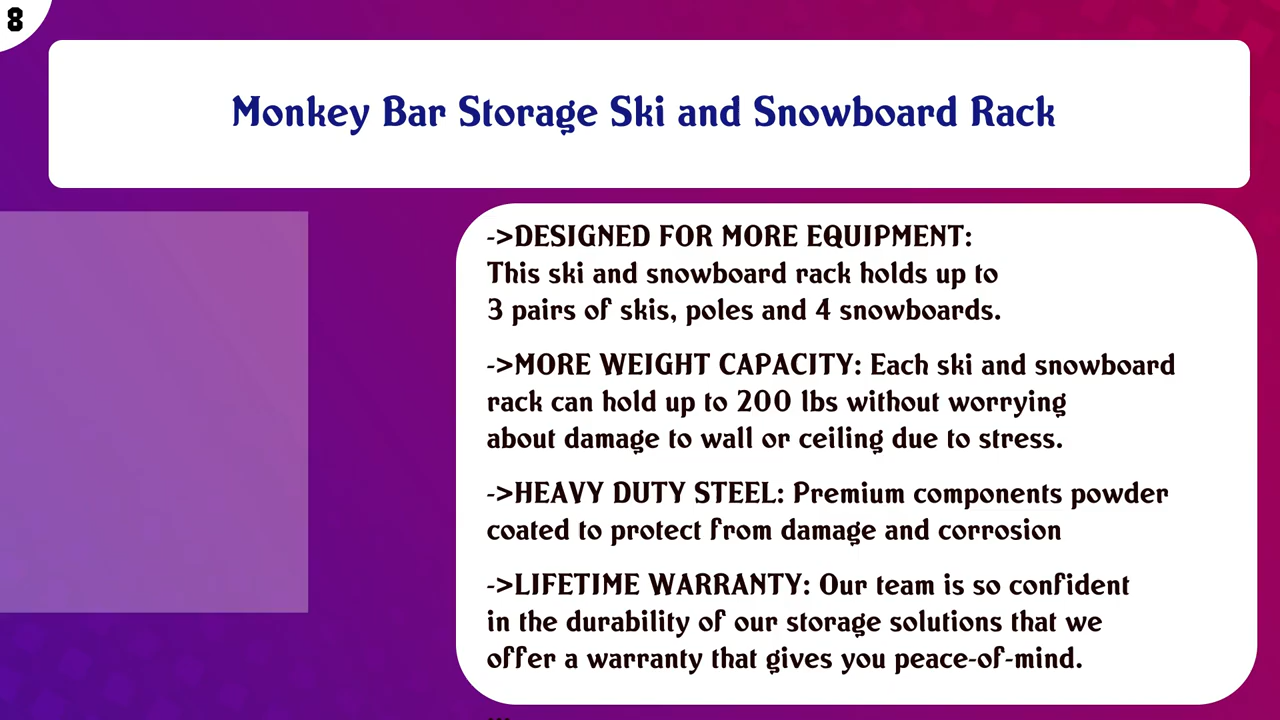 8
Monkey Bar Storage Ski and Snowboard Rack
->DESIGNED FOR MORE EQUIPMENT:
This ski and snowboard rack holds up to
3 pairs of skis, poles and 4 snowboards.
->MORE WEIGHT CAPACITY: Each ski and snowboard
rack can hold up to 200 lbs without worrying
about damage to wall or ceiling due to stress.
->HEAVY DUTY STEEL: Premium components powder
coated to protect from damage and corrosion
->LIFETIME WARRANTY: Our team is so confident
in the durability of our storage solutions that we
offer a warranty that gives you peace-of-mind.
...